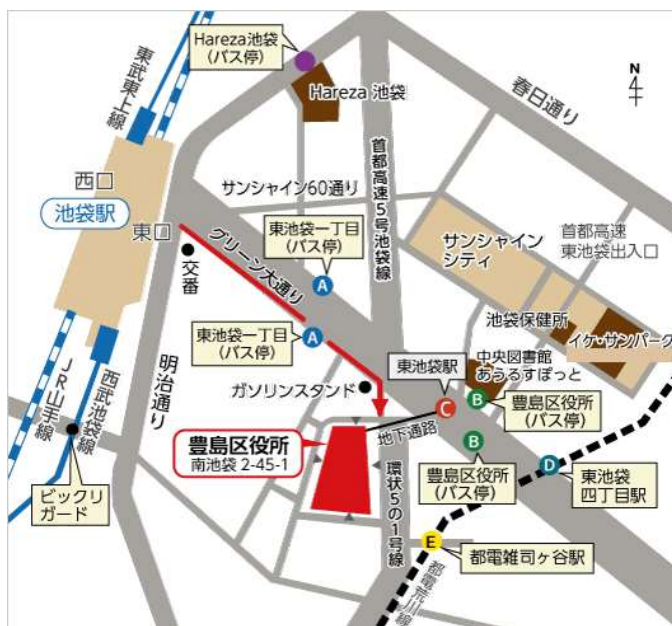 Hareza池袋
(バス停)
東武東上線
Hareza 池袋
N
4
春日通り
西口
池袋駅
東口
サンシャイン60通り
首都高速5号池袋線
東池袋一丁目
(バス停)
A
グリーン大通り
交番
サンシャイン
シティ
首都高速
東池袋出入口
池袋保健所
イケ・サンパーク
東池袋一丁目
(バス停)
A
明治通り
ガソリンスタンド
東池袋駅
C
中央図書館
あうるすぽっと
B
豊島区役所
(バス停)
JR山手線
西武池袋線
豊島区役所
南池袋 2-45-1
地下通路
B
豊島区役所
(バス停)
D
東池袋
四丁目駅
ビックリ
ガード
環状5の1号線
E
都電雑司ヶ谷駅
都電荒川線